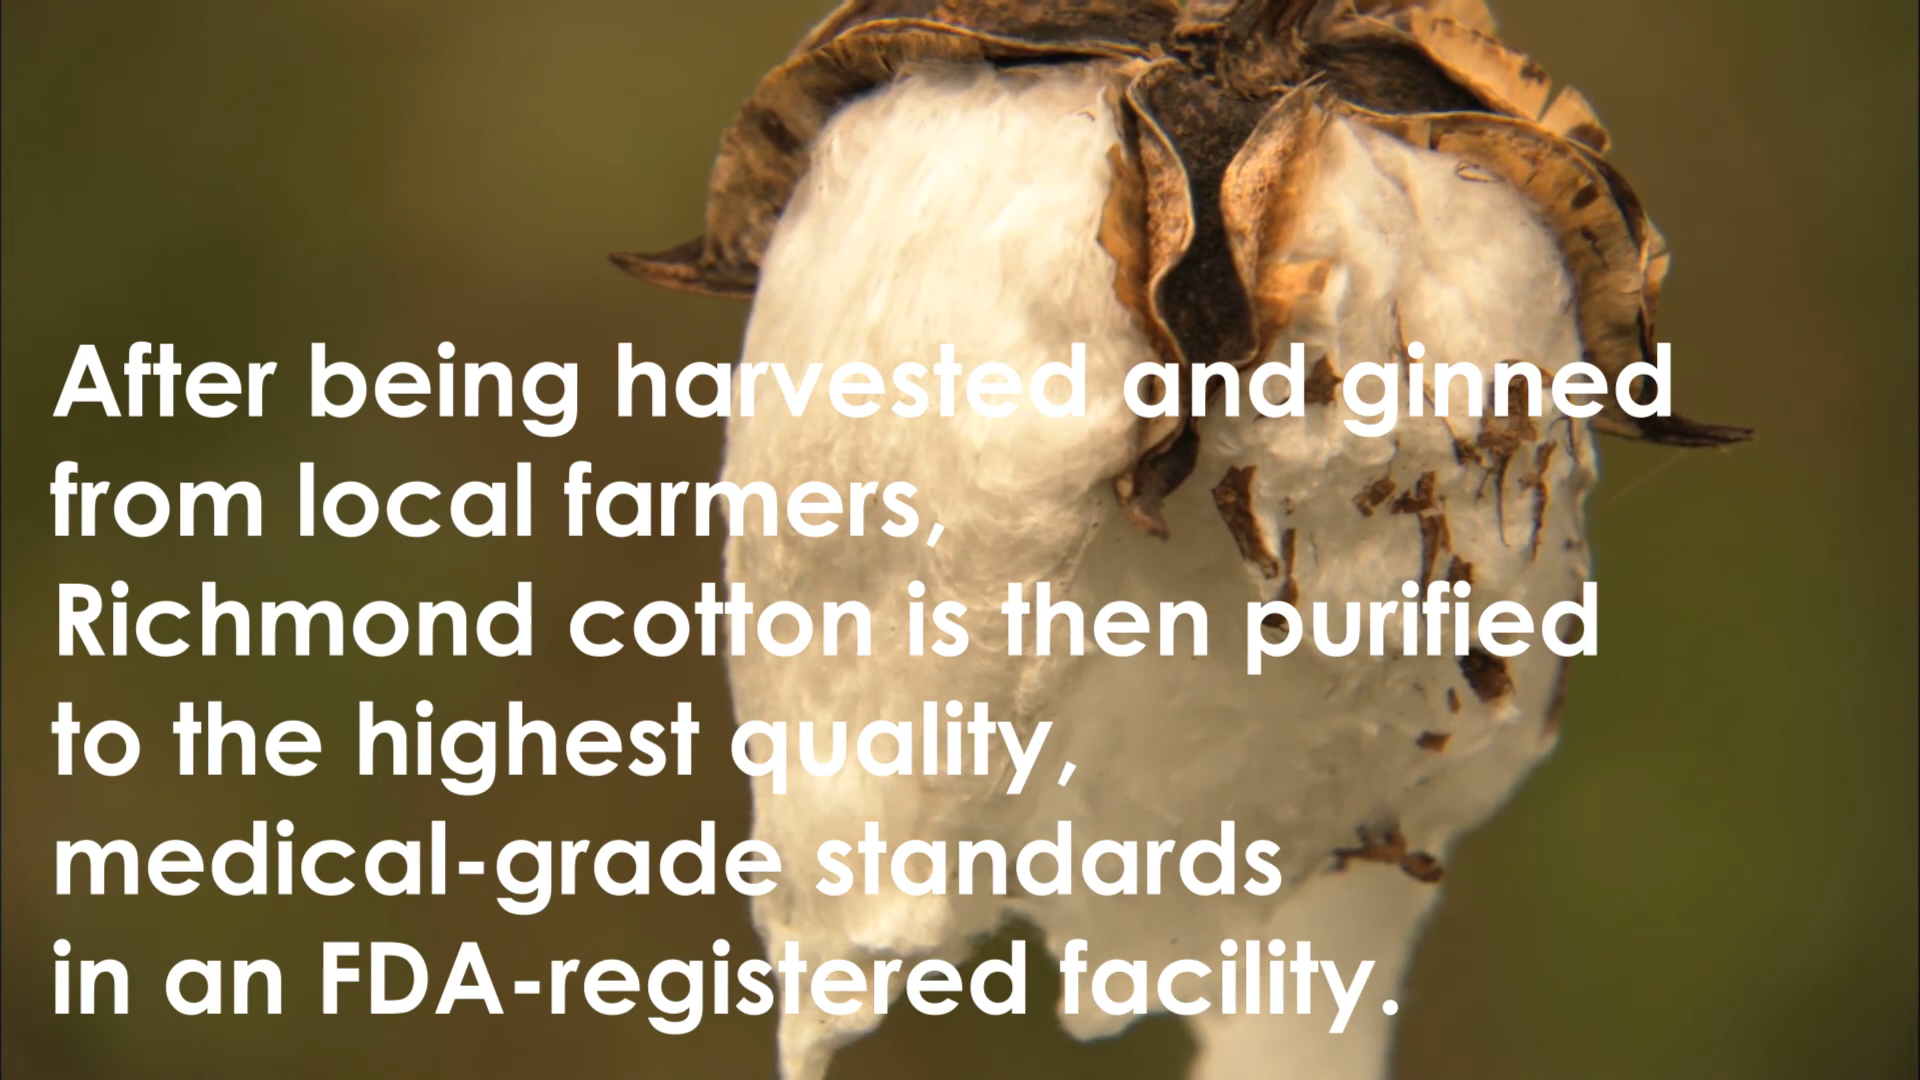 After being harvested and ginned
from local farmers,
Richmond cotton is then purified
to the highest quality,
medical-grade standards
in an FDA-registered facility.